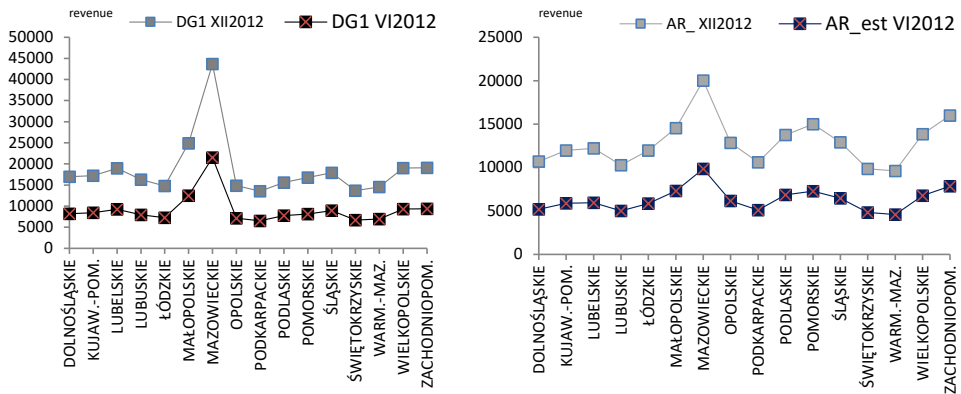 revenue
DG1 XII2012
DG1 VI2012
50000
45000
40000
35000
30000
25000
20000
15000
10000
5000
0
DOLNOŚLĄSKIE
KUJAW.-POM.
LUBELSKIE
LUBUSKIE
ŁÓDZKIE
MAŁOPOLSKIE
MAZOWIECKIE
OPOLSKIE
PODKARPACKIE
PODLASKIE
POMORSKIE
ŚLĄSKIE
ŚWIĘTOKRZYSKIE
WARM.-MAZ.
WIELKOPOLSKIE
ZACHODNIOPOM.
revenue
AR_ XII2012
AR_est VI2012
25000
20000
15000
10000
5000
0
DOLNOŚLĄSKIE
KUJAW.-POM.
LUBELSKIE
LUBUSKIE
ŁÓDZKIE
MAŁOPOLSKIE
MAZOWIECKIE
OPOLSKIE
PODKARPACKIE
PODLASKIE
POMORSKIE
ŚLĄSKIE
ŚWIĘTOKRZYSKIE
WARM.-MAZ.
WIELKOPOLSKIE
ZACHODNIOPOM.